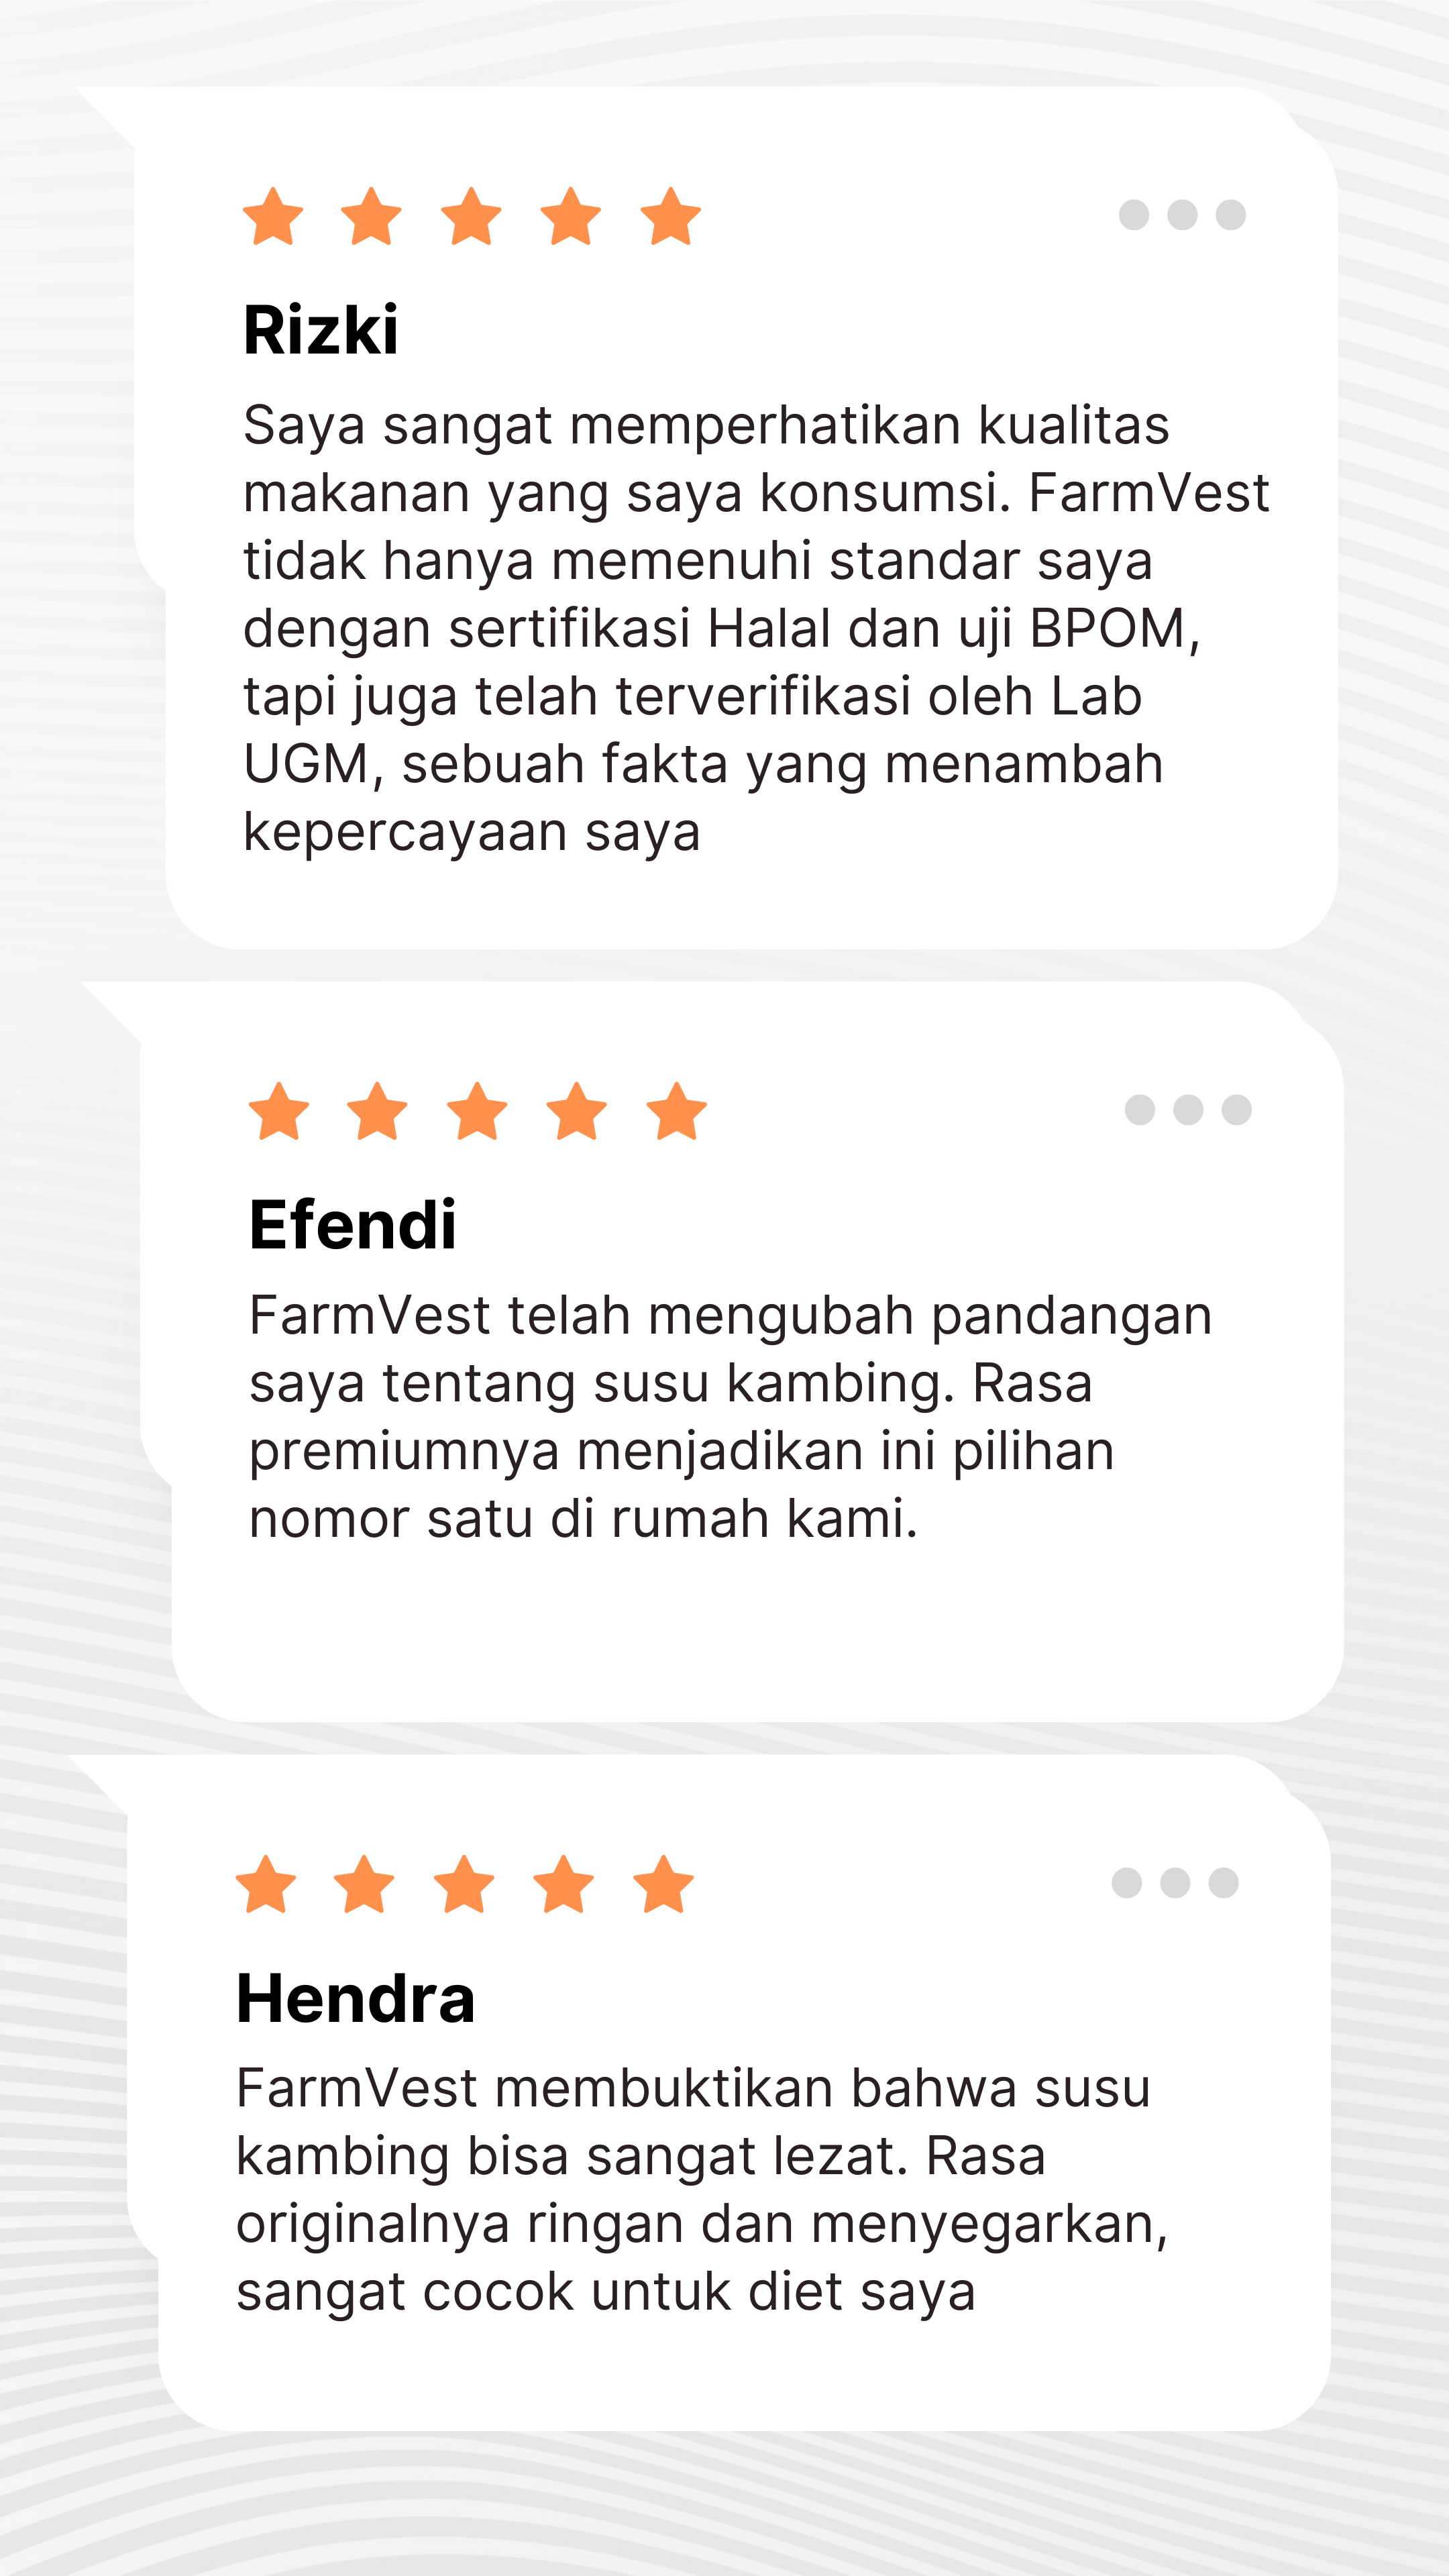 Rizki
Saya sangat memperhatikan kualitas
makanan yang saya konsumsi. FarmVest
tidak hanya memenuhi standar saya
dengan sertifikasi Halal dan uji BPOM,
tapi juga telah terverifikasi oleh Lab
UGM, sebuah fakta yang menambah
kepercayaan saya
Efendi
FarmVest telah mengubah pandangan
saya tentang susu kambing. Rasa
premiumnya menjadikan ini pilihan
nomor satu di rumah kami.
Hendra
FarmVest membuktikan bahwa susu
kambing bisa sangat lezat. Rasa
originalnya ringan dan menyegarkan,
sangat cocok untuk diet saya